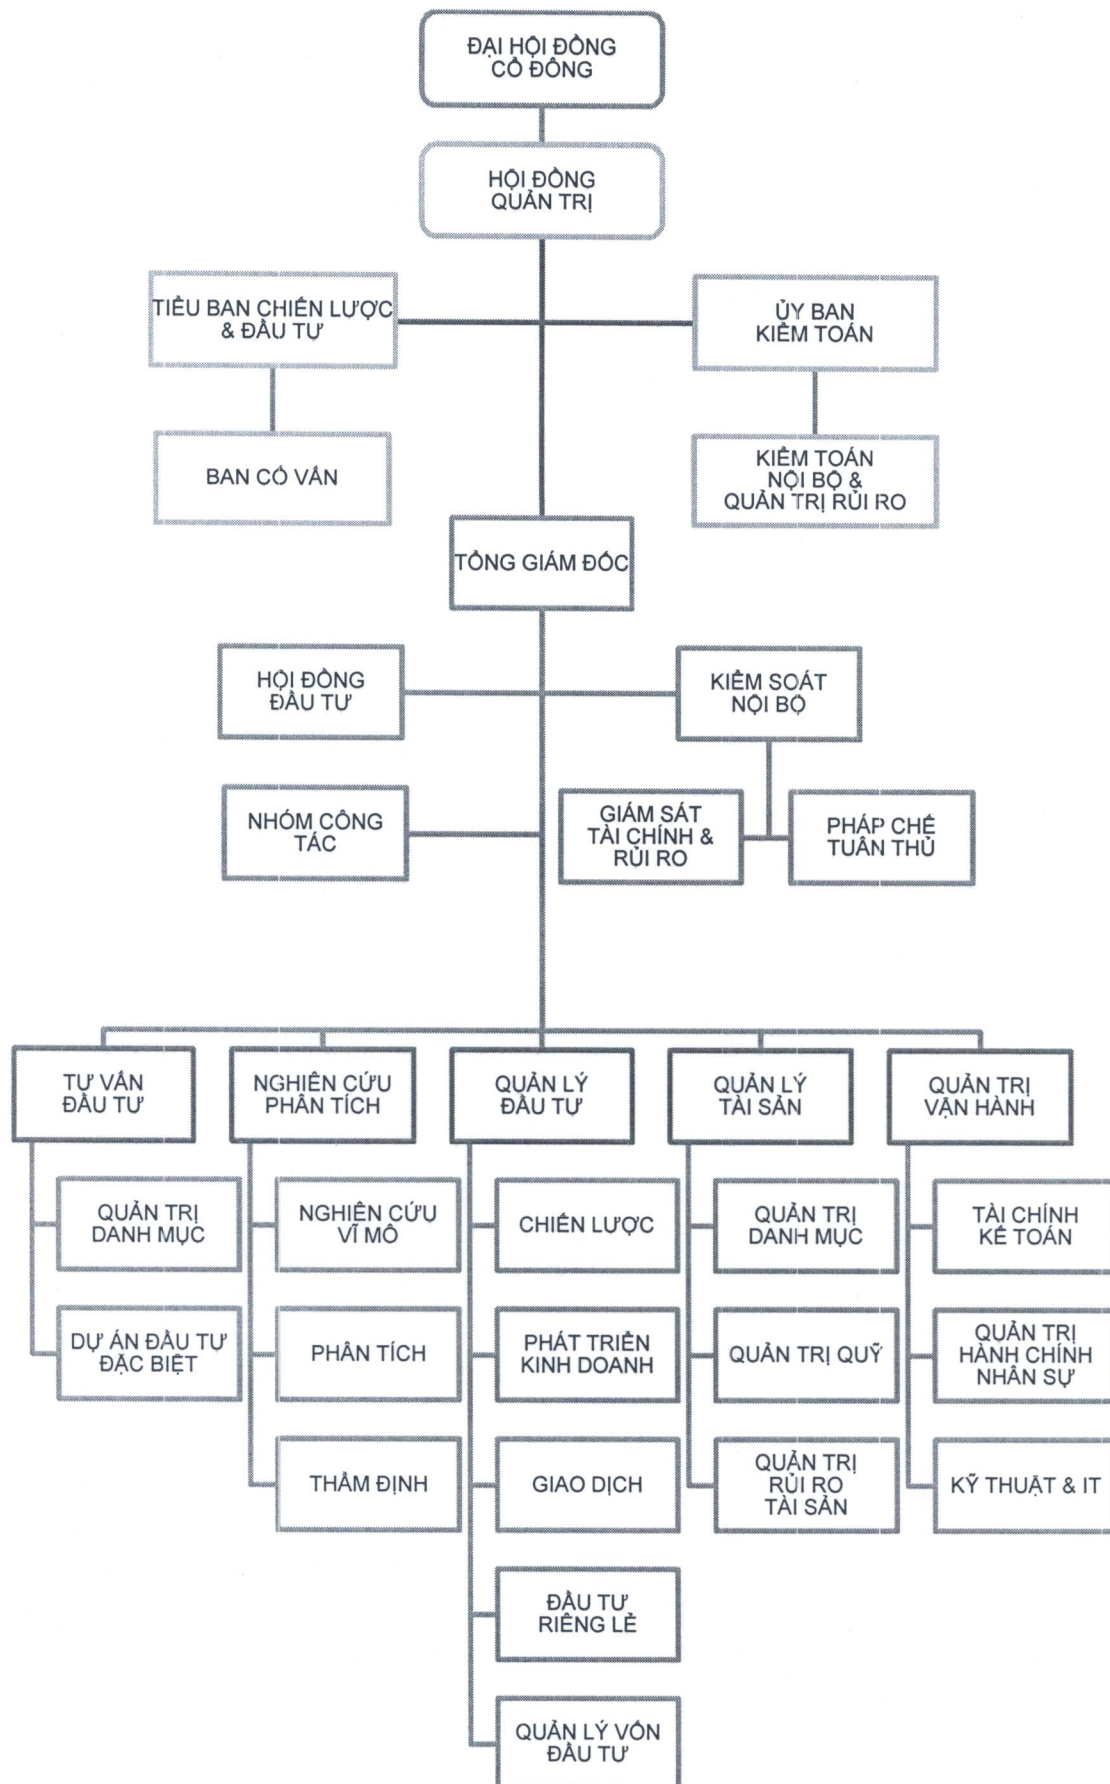 ĐẠI HỘI ĐỒNG
CỔ ĐÔNG
HỘI ĐỒNG
QUẢN TRỊ
TIỂU BAN CHIẾN LƯỢC
& ĐẦU TƯ
ỦY BAN
KIỂM TOÁN
BAN CỐ VẤN
KIỂM TOÁN
NỘI BỘ &
QUẢN TRỊ RỦI RO
TỔNG GIÁM ĐỐC
HỘI ĐỒNG
ĐẦU TƯ
KIỂM SOÁT
NỘI BỘ
NHÓM CÔNG
TÁC
GIÁM SÁT
TÀI CHÍNH &
RỦI RO
PHÁP CHẾ
TUÂN THỦ
TƯ VẤN
ĐẦU TƯ
NGHIÊN CỨU
PHÂN TÍCH
QUẢN LÝ
ĐẦU TƯ
QUẢN LÝ
TÀI SẢN
QUẢN TRỊ
VẬN HÀNH
QUẢN TRỊ
DANH MỤC
NGHIÊN CỨU
VĨ MÔ
CHIẾN LƯỢC
QUẢN TRỊ
DANH MỤC
TÀI CHÍNH
KẾ TOÁN
DỰ ÁN ĐẦU TƯ
ĐẶC BIỆT
PHÂN TÍCH
PHÁT TRIỂN
KINH DOANH
QUẢN TRỊ QUỸ
QUẢN TRỊ
HÀNH CHÍNH
NHÂN SỰ
THẨM ĐỊNH
GIAO DỊCH
QUẢN TRỊ
RỦI RO
TÀI SẢN
KỸ THUẬT & IT
ĐẦU TƯ
RIÊNG LẺ
QUẢN LÝ VỐN
ĐẦU TƯ